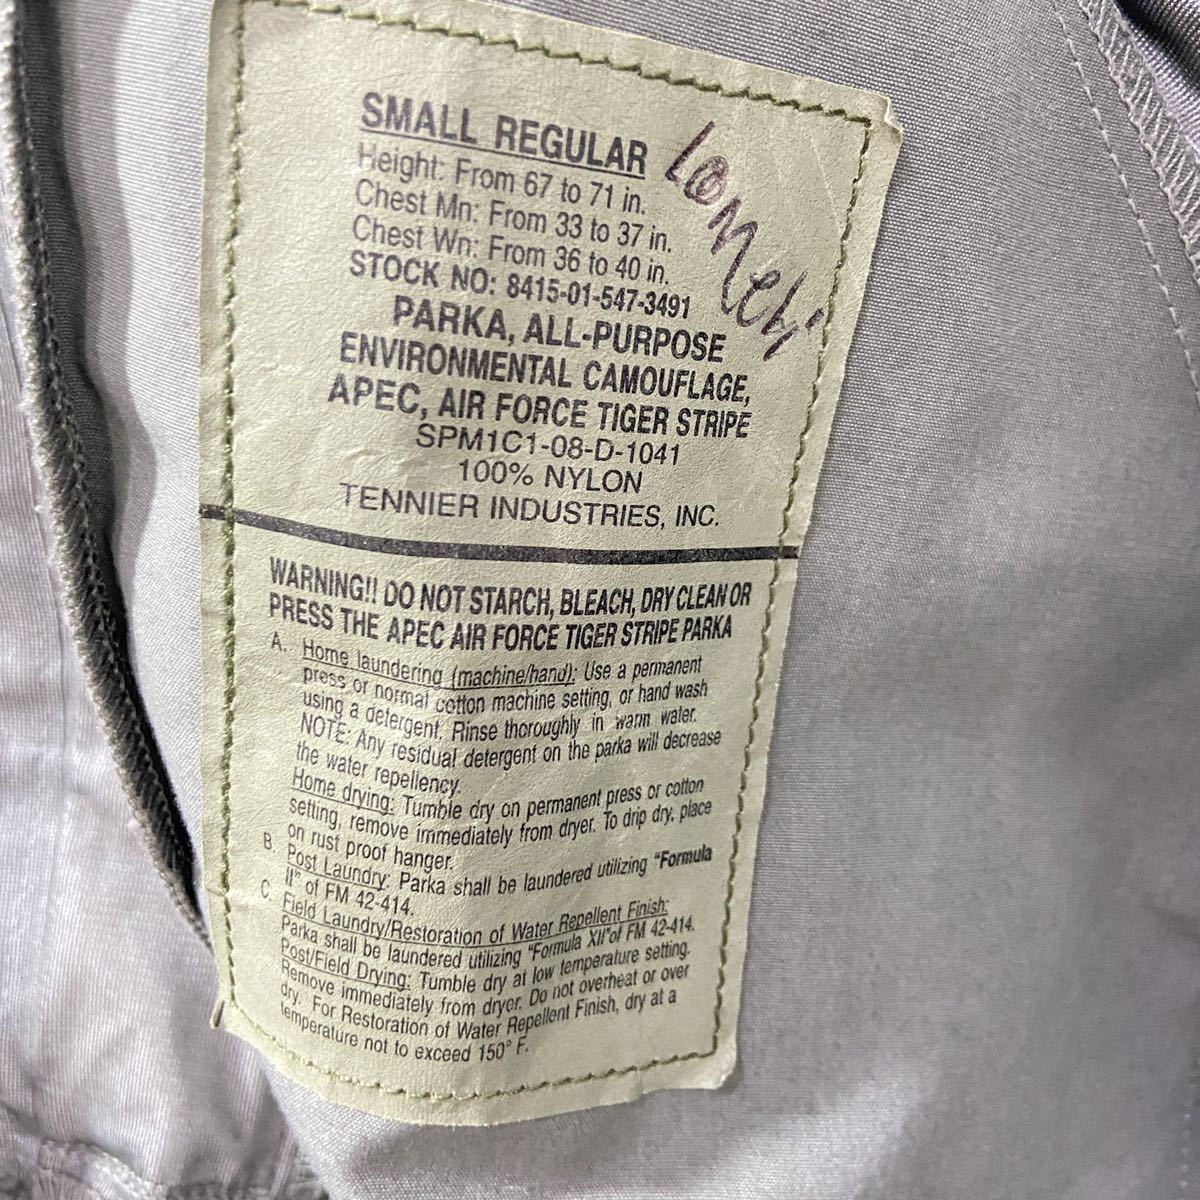 SMALL REGULAR
Height: From 67 to 71 in.
Chest Mn: From 33 to 37 in.
Chest Wn: From 36 to 40 in.
STOCK NO: 8415-01-547-3491
PARKA, ALL-PURPOSE
ENVIRONMENTAL CAMOUFLAGE,
APEC, AIR FORCE TIGER STRIPE
SPM1C1-08-D-1041
100% NYLON
TENNIER INDUSTRIES, INC.
WARNING!! DO NOT STARCH, BLEACH, DRY CLEAN OR
PRESS THE APEC AIR FORCE TIGER STRIPE PARKA
A. Home laundering (machine/hand): Use a permanent
press or normal cotton machine setting, or hand wash
using a detergent. Rinse thoroughly in warm water.
NOTE: Any residual detergent on the parka will decrease
the water repellency.
Home drying: Tumble dry on permanent press or cotton
setting, remove immediately from dryer. To drip dry, place
on rust proof hanger.
B. Post Laundry: Parka shall be laundered utilizing "Formula
II" of FM 42-414.
C. Field Laundry/Restoration of Water Repellent Finish:
Parka shall be laundered utilizing "Formula XII"of FM 42-414.
Post/Field Drying: Tumble dry at low temperature setting.
Remove immediately from dryer. Do not overheat or over
dry. For Restoration of Water Repellent Finish, dry at a
temperature not to exceed 150° F.